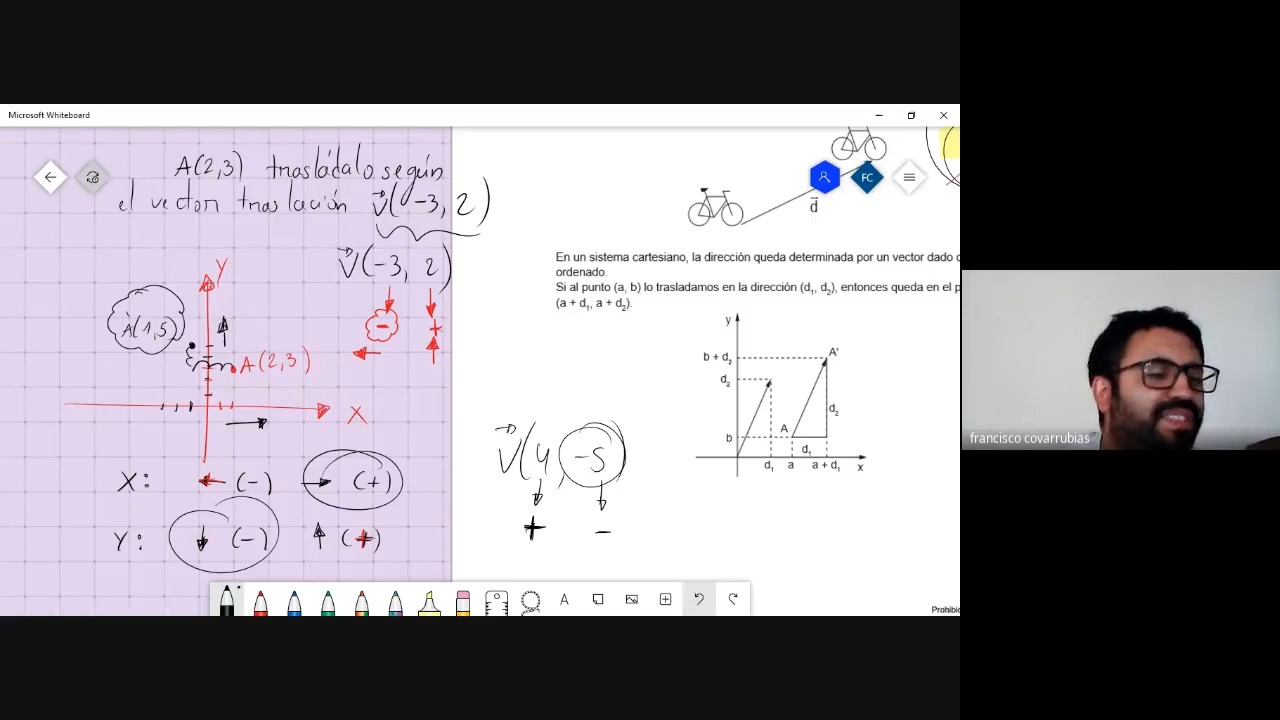 Microsoft Whiteboard
A(2,3) trasládalo según
el vector traslación v(-3, 2)
v(-3, 2)
- +
Y
A(1,5)
A(2,3)
X
X: ← (-) → (+)
Y: ↓ (-) ↑ (+)
v(4, -5)
+ -
FC
d
En un sistema cartesiano, la dirección queda determinada por un vector dado
ordenado.
Si al punto (a, b) lo trasladamos en la dirección (d1, d2), entonces queda en el
(a + d1, a + d2).
y
b + d2
A'
d2
d2
A
b
d1
d1 a a + d1 x
Prohibic
A
francisco covarrubias